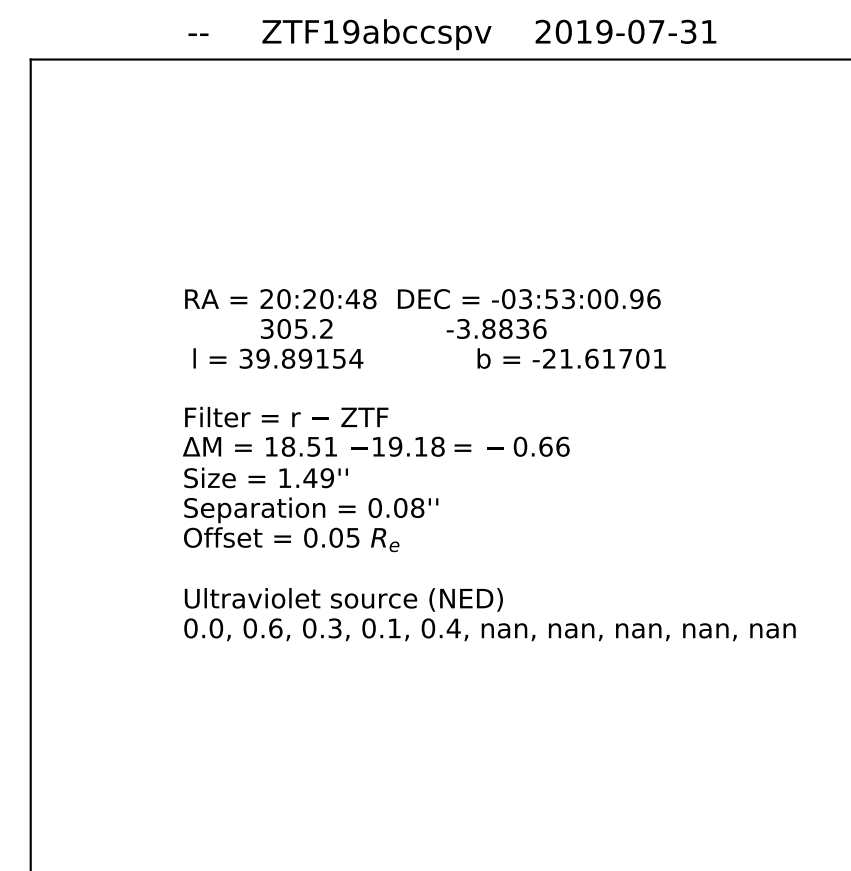 -- ZTF19abccspv 2019-07-31
RA = 20:20:48 DEC = -03:53:00.96
305.2 -3.8836
l = 39.89154 b = -21.61701
Filter = r − ZTF
ΔM = 18.51 −19.18 = − 0.66
Size = 1.49''
Separation = 0.08''
Offset = 0.05 Re
Ultraviolet source (NED)
0.0, 0.6, 0.3, 0.1, 0.4, nan, nan, nan, nan, nan